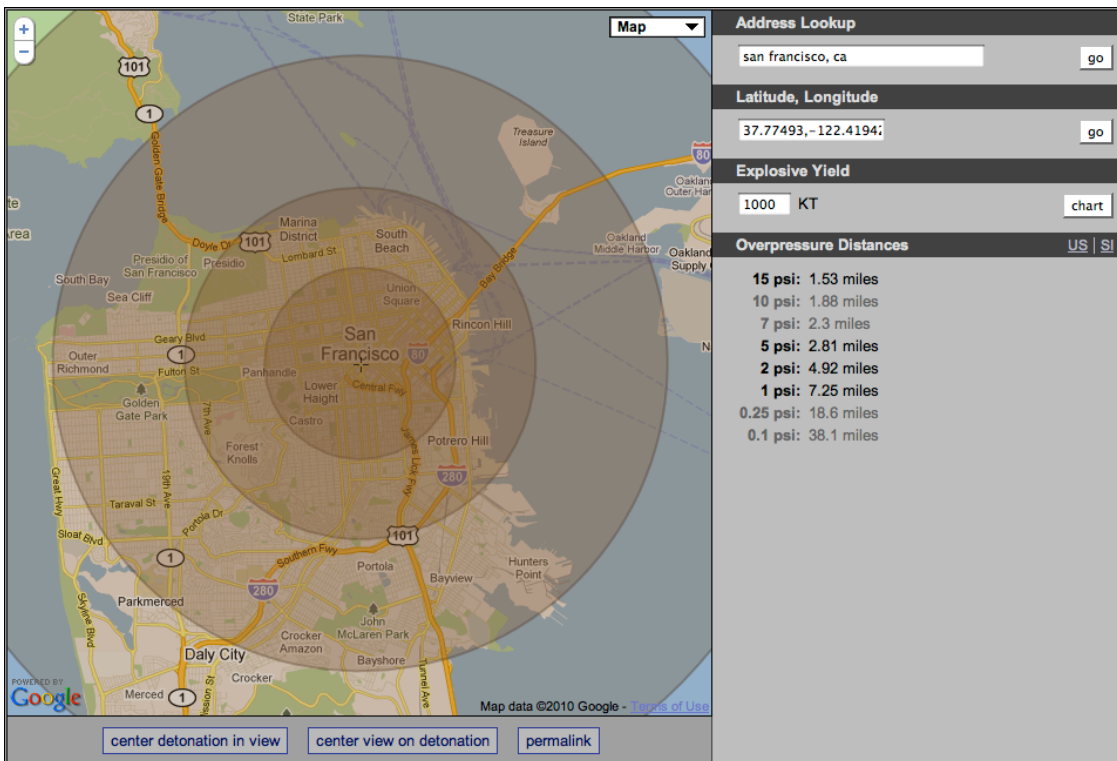 +
−
Map
State Park
101
1
Golden Gate Bridge
Treasure
Island
80
Oakland
Outer Har
te
Area
Doyle Dr
101
Marina
District
South
Beach
Lombard St
Presidio of
San Francisco
Presidio
Bay Bridge
Oakland
Middle Harbor
Oakland
Supply C
South Bay
Sea Cliff
Union
Square
Rincon Hill
San
Francisco
80
N
Geary Blvd
1
Outer
Richmond
Fulton St
Panhandle
Lower
Haight
Central Fwy
Golden
Gate Park
7th Ave
Castro
James Lick Fwy
Potrero Hill
Forest
Knolls
280
Great Hwy
19th Ave
Taraval St
Portola Dr
Sloat Blvd
101
1
Southern Fwy
Portola
Bayview
Hunters
Point
280
Skyline Blvd
Parkmerced
John
McLaren Park
Crocker
Amazon
Daly City
Bayshore
Crocker
Tunnel Ave
Merced
1
Mission St
POWERED BY
Google
Map data ©2010 Google - Terms of Use
center detonation in view
center view on detonation
permalink
Address Lookup
san francisco, ca
go
Latitude, Longitude
37.77493,-122.41942
go
Explosive Yield
1000 KT
chart
Overpressure Distances US | SI
15 psi: 1.53 miles
10 psi: 1.88 miles
7 psi: 2.3 miles
5 psi: 2.81 miles
2 psi: 4.92 miles
1 psi: 7.25 miles
0.25 psi: 18.6 miles
0.1 psi: 38.1 miles